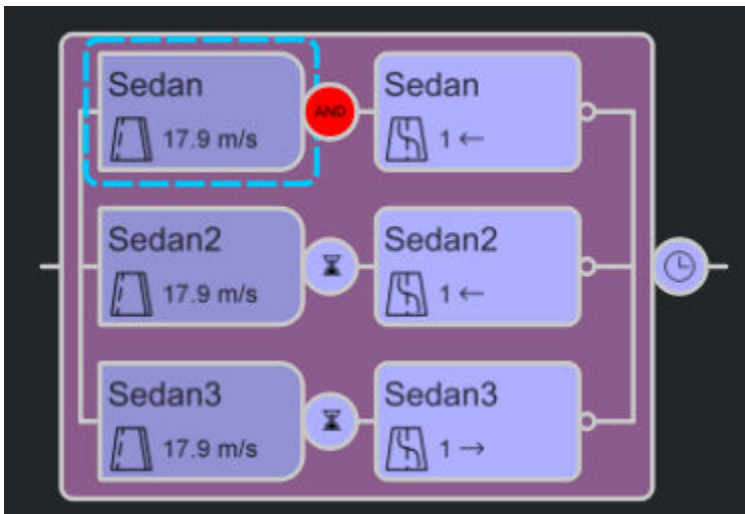 Sedan
17.9 m/s
AND
Sedan
1 ←
Sedan2
17.9 m/s
Sedan2
1 ←
Sedan3
17.9 m/s
Sedan3
1 →